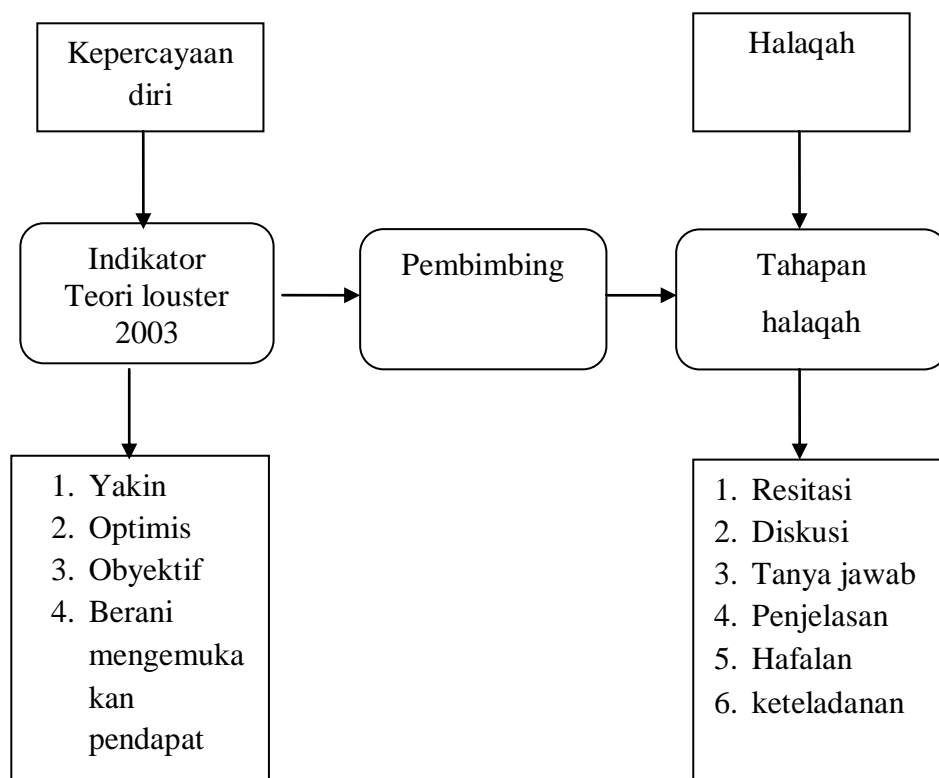 Kepercayaan
diri
Halaqah
Indikator
Teori louster
2003
Pembimbing
Tahapan
halaqah
1. Yakin
2. Optimis
3. Obyektif
4. Berani
mengemuka
kan
pendapat
1. Resitasi
2. Diskusi
3. Tanya jawab
4. Penjelasan
5. Hafalan
6. keteladanan